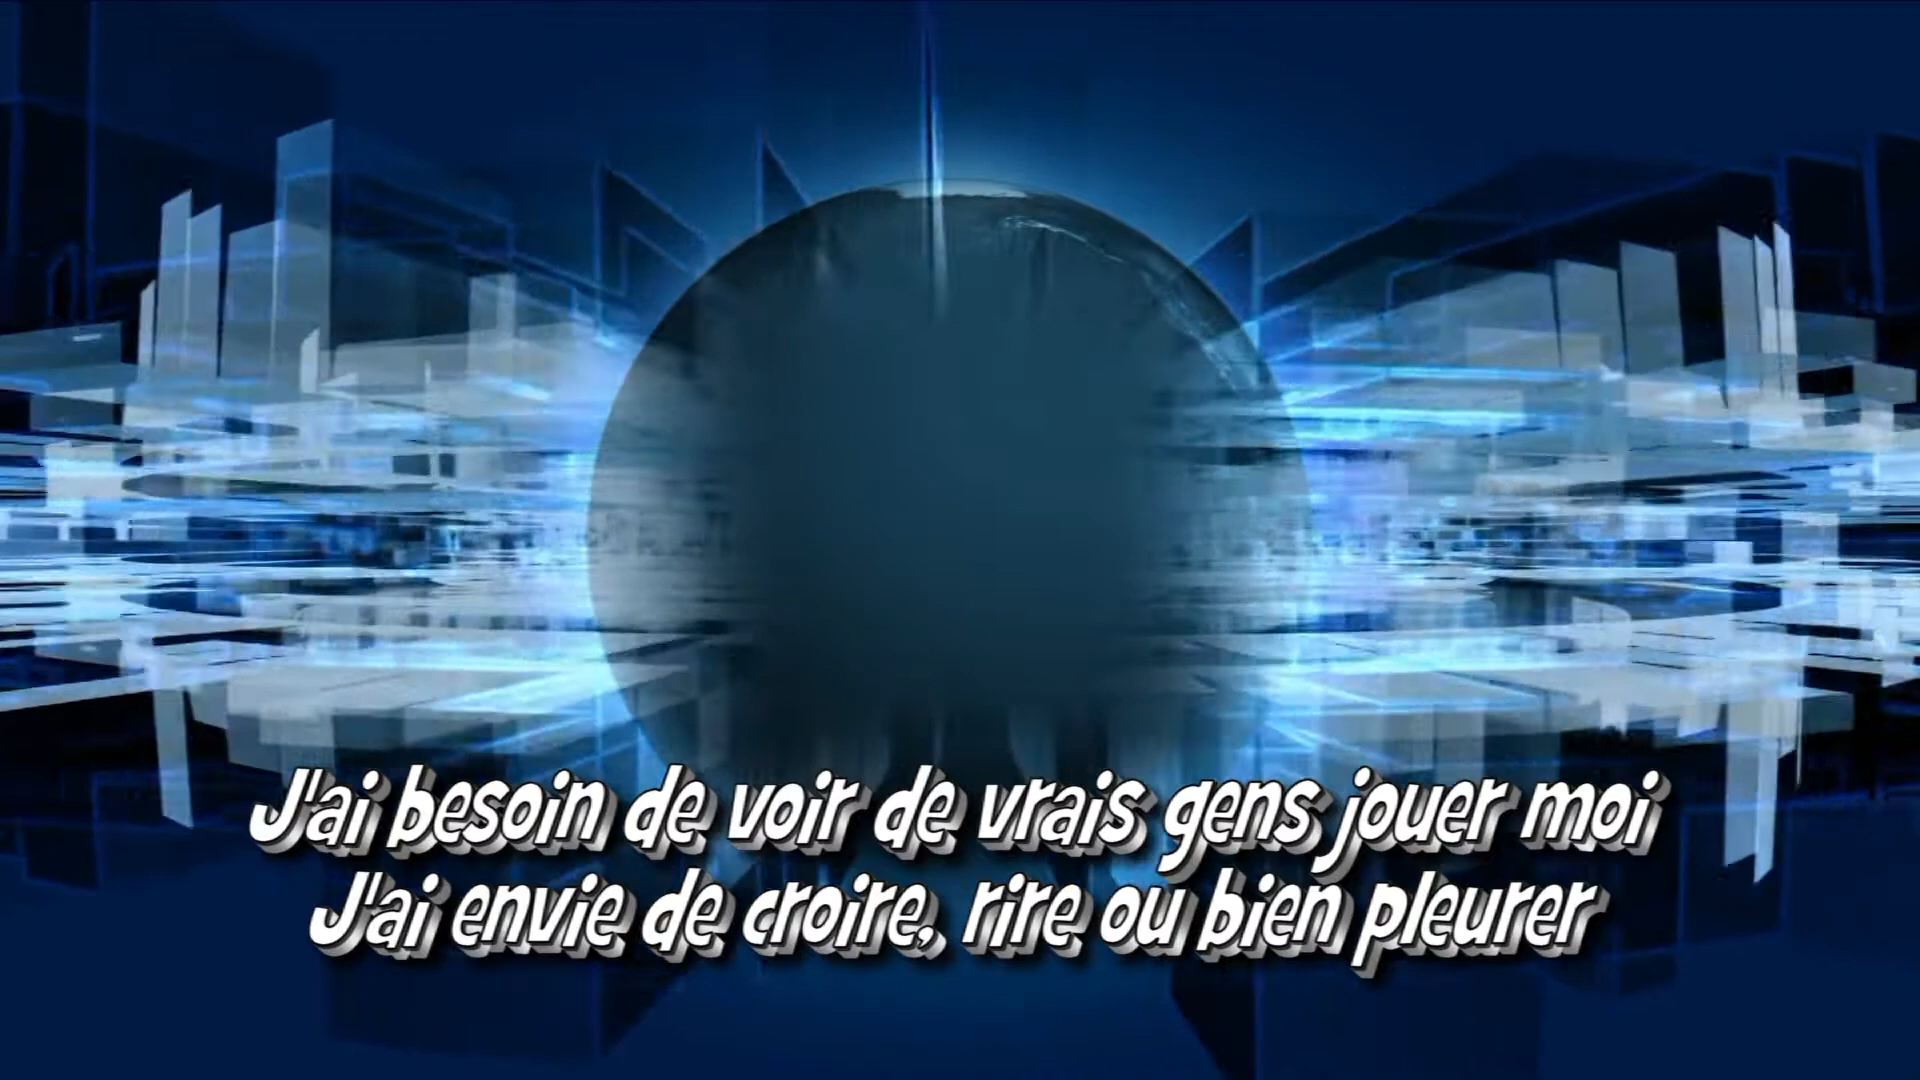 J'ai besoin de voir de vrais gens jouer moi
J'ai envie de croire, rire ou bien pleurer